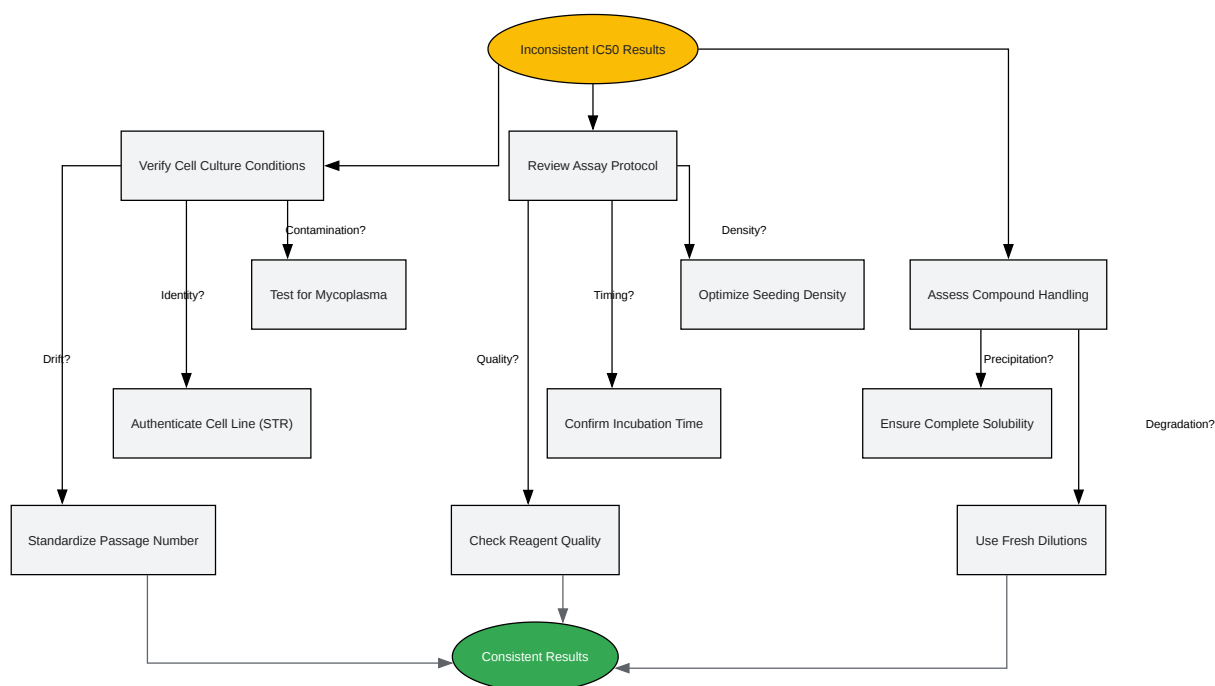 Inconsistent IC50 Results
Verify Cell Culture Conditions
Review Assay Protocol
Contamination?
Density?
Identity?
Test for Mycoplasma
Timing?
Optimize Seeding Density
Assess Compound Handling
Drift?
Quality?
Precipitation?
Authenticate Cell Line (STR)
Confirm Incubation Time
Ensure Complete Solubility
Degradation?
Standardize Passage Number
Check Reagent Quality
Use Fresh Dilutions
Consistent Results